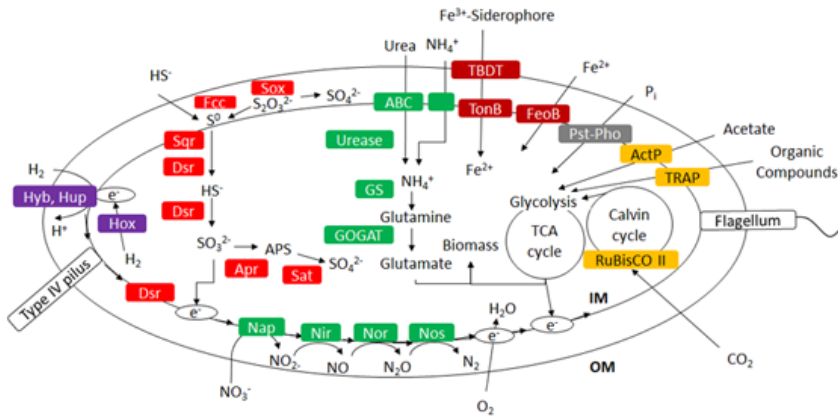 Fe³⁺-Siderophore
Urea
NH₄⁺
TBDT
Fe²⁺
HS⁻
Sox
Fcc
S₂O₃²⁻
SO₄²⁻
S⁰
ABC
TonB
FeoB
Pᵢ
Pst-Pho
Sqr
Urease
Acetate
ActP
Organic
Compounds
TRAP
H₂
Dsr
Fe²⁺
NH₄⁺
Hyb, Hup
e⁻
HS⁻
GS
Glycolysis
H⁺
Hox
Dsr
Glutamine
TCA
cycle
Calvin
cycle
Flagellum
GOGAT
Biomass
H₂
SO₃²⁻
APS
SO₄²⁻
Glutamate
RuBisCO II
Apr
Sat
Type IV pilus
Dsr
IM
e⁻
H₂O
e⁻
Nap
Nir
Nor
Nos
e⁻
NO₂₋
NO
N₂O
N₂
OM
CO₂
NO₃⁻
O₂